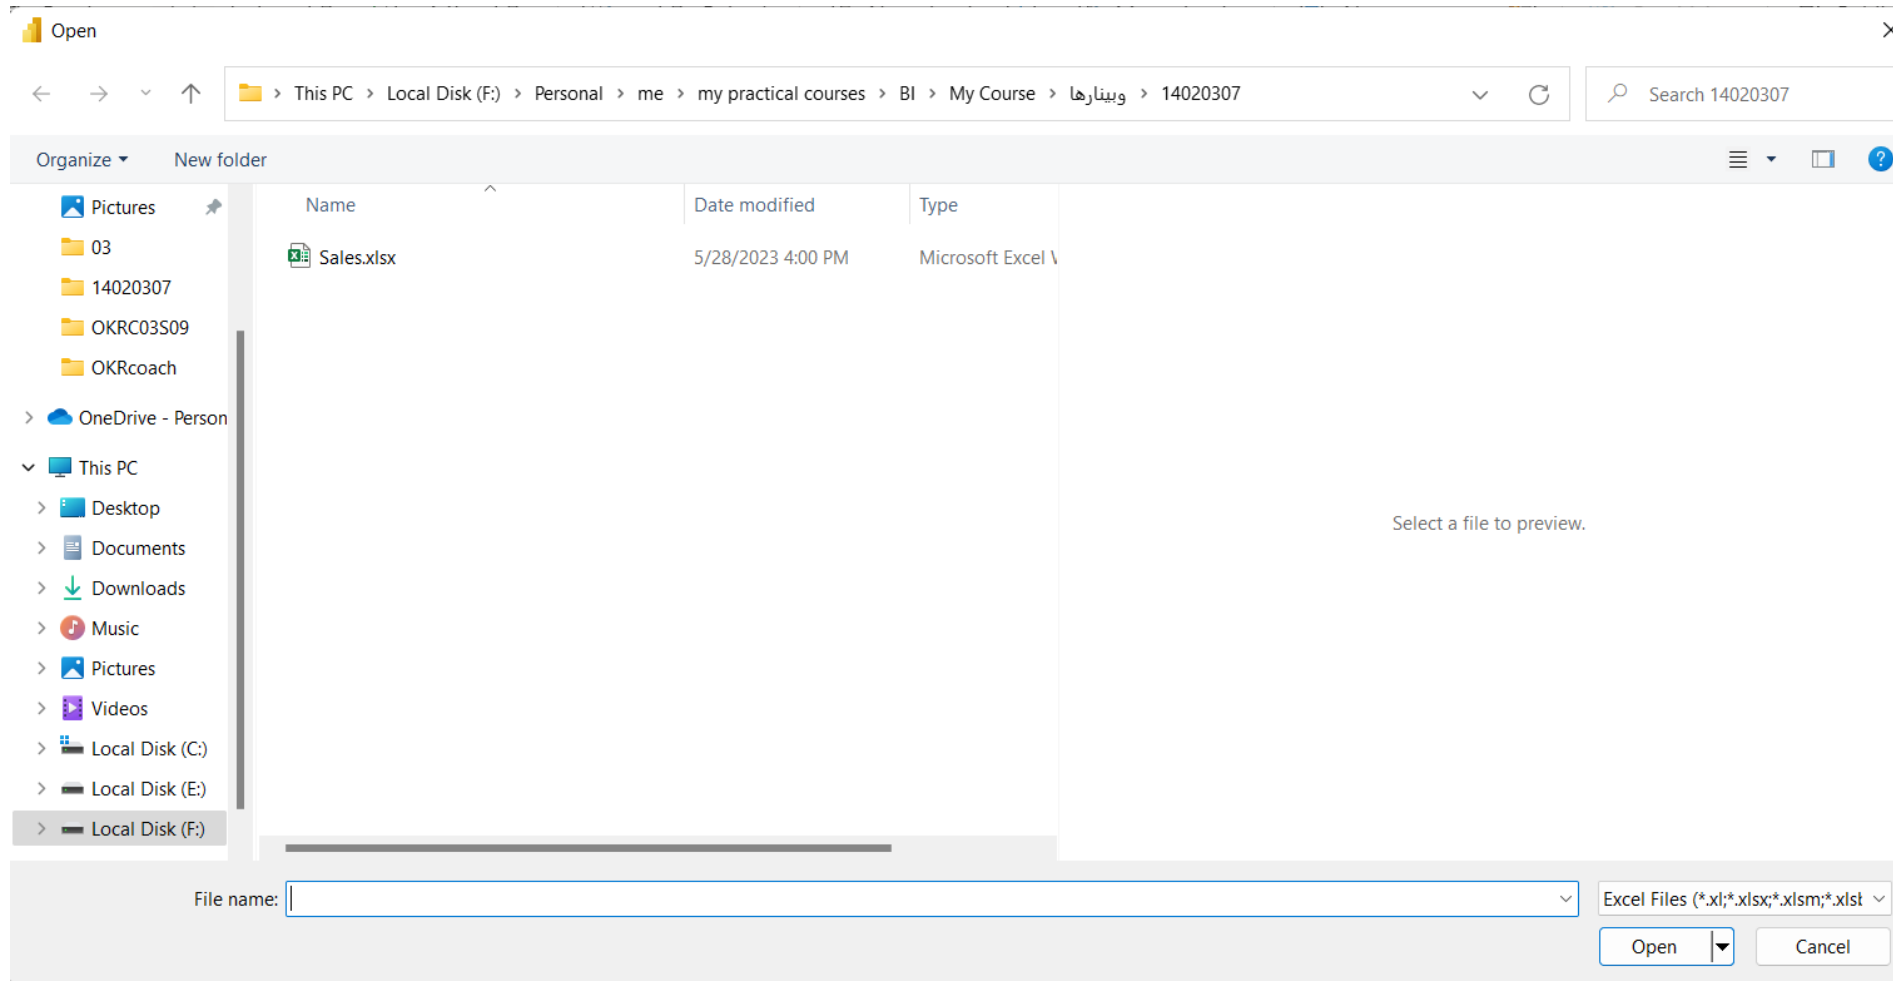 Open
This PC > Local Disk (F:) > Personal > me > my practical courses > BI > My Course > وبینارها > 14020307
Search 14020307
Organize New folder
Name Date modified Type
Pictures
03
14020307
OKRC03S09
OKRcoach
OneDrive - Person
This PC
Desktop
Documents
Downloads
Music
Pictures
Videos
Local Disk (C:)
Local Disk (E:)
Local Disk (F:)
Sales.xlsx 5/28/2023 4:00 PM Microsoft Excel
Select a file to preview.
File name: Excel Files (*.xl;*.xlsx;*.xlsm;*.xlsb
Open Cancel